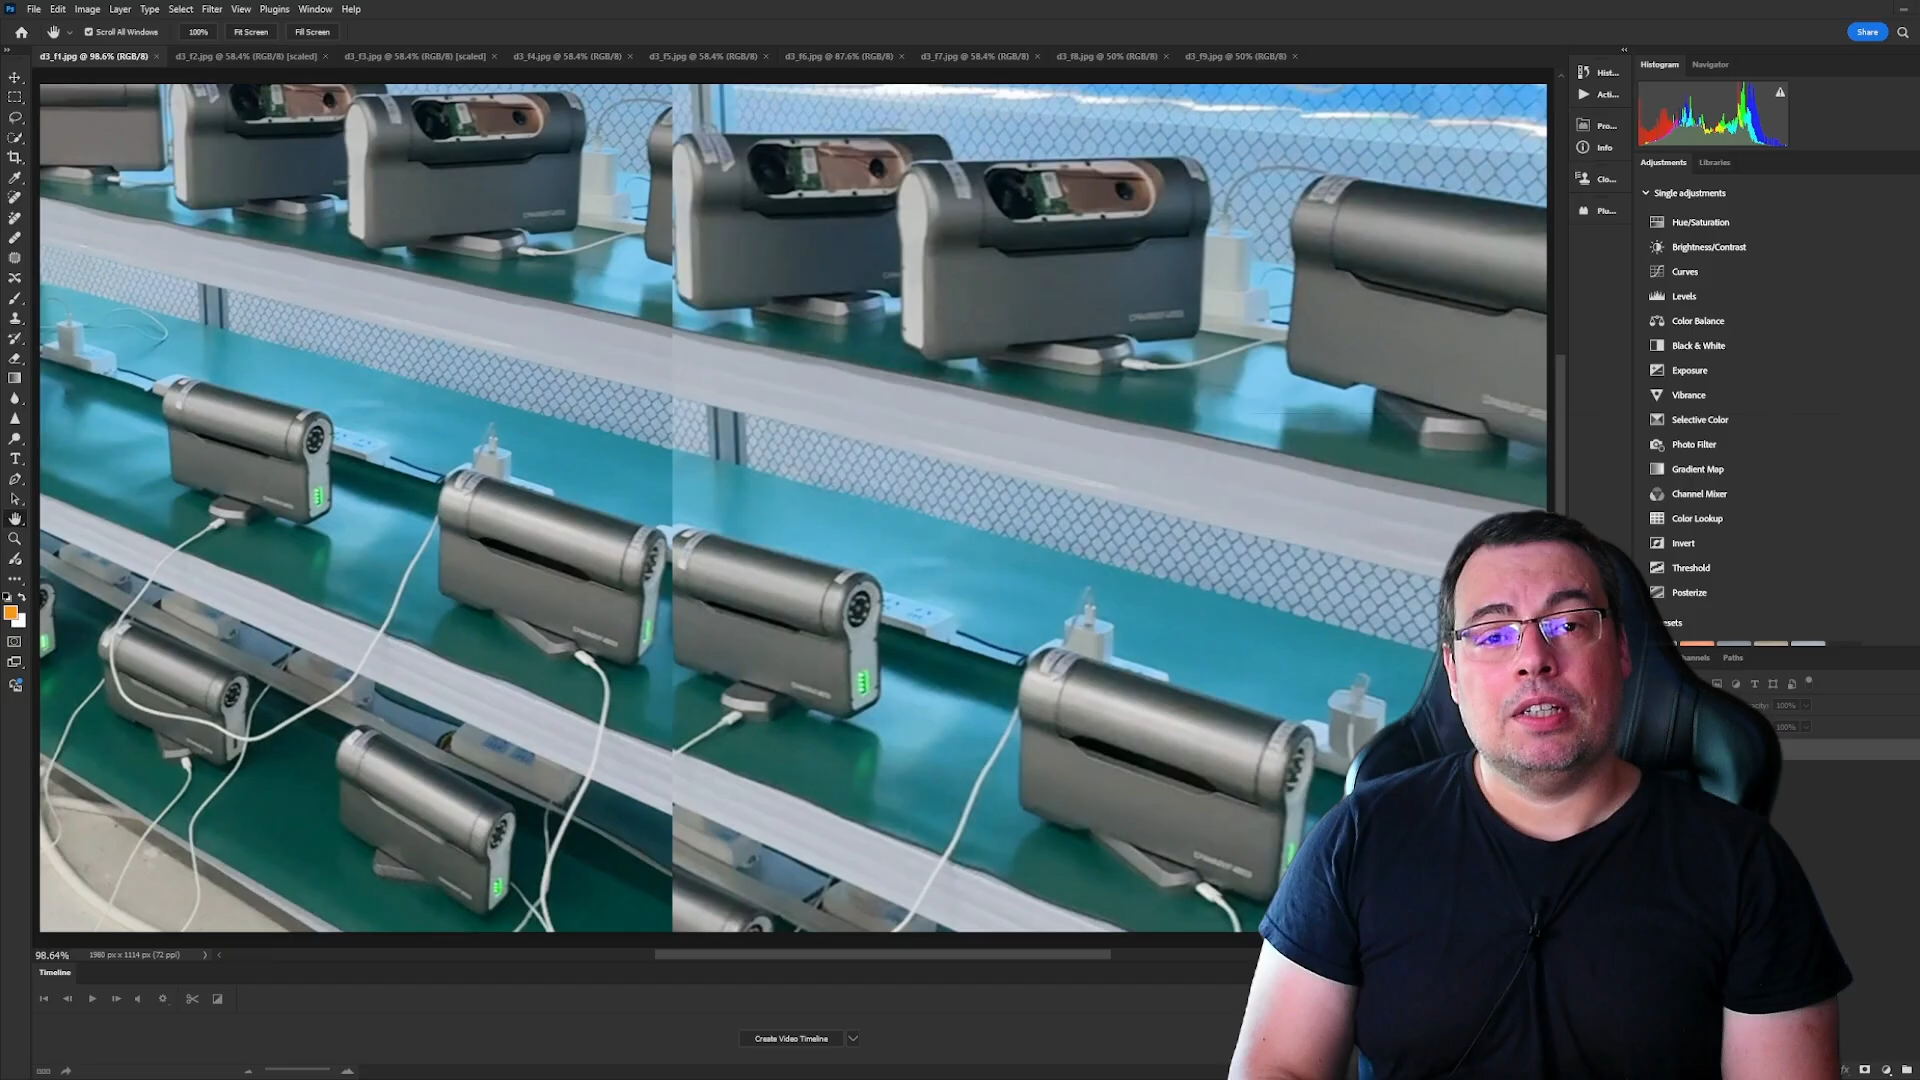 File Edit Image Layer Type Select Filter View Plugins Window Help
Scroll All Windows 100% Fit Screen Fill Screen Share
d3_f1.jpg @ 98.6% (RGB/8) × d3_f2.jpg @ 58.4% (RGB/8) [scaled] × d3_f3.jpg @ 58.4% (RGB/8) [scaled] × d3_f4.jpg @ 58.4% (RGB/8) × d3_f5.jpg @ 58.4% (RGB/8) × d3_f6.jpg @ 87.6% (RGB/8) × d3_f7.jpg @ 58.4% (RGB/8) × d3_f8.jpg @ 50% (RGB/8) × d3_f9.jpg @ 50% (RGB/8) ×
Hist...
Acti...
Pro...
Info
Clo...
Plu...
Histogram Navigator
Adjustments Libraries
Single adjustments
Hue/Saturation
Brightness/Contrast
Curves
Levels
Color Balance
Black & White
Exposure
Vibrance
Selective Color
Photo Filter
Gradient Map
Channel Mixer
Color Lookup
Invert
Threshold
Posterize
esets
annels Paths
acity: 100%
100%
98.64% 1980 px x 1114 px (72 ppi)
Timeline
Create Video Timeline